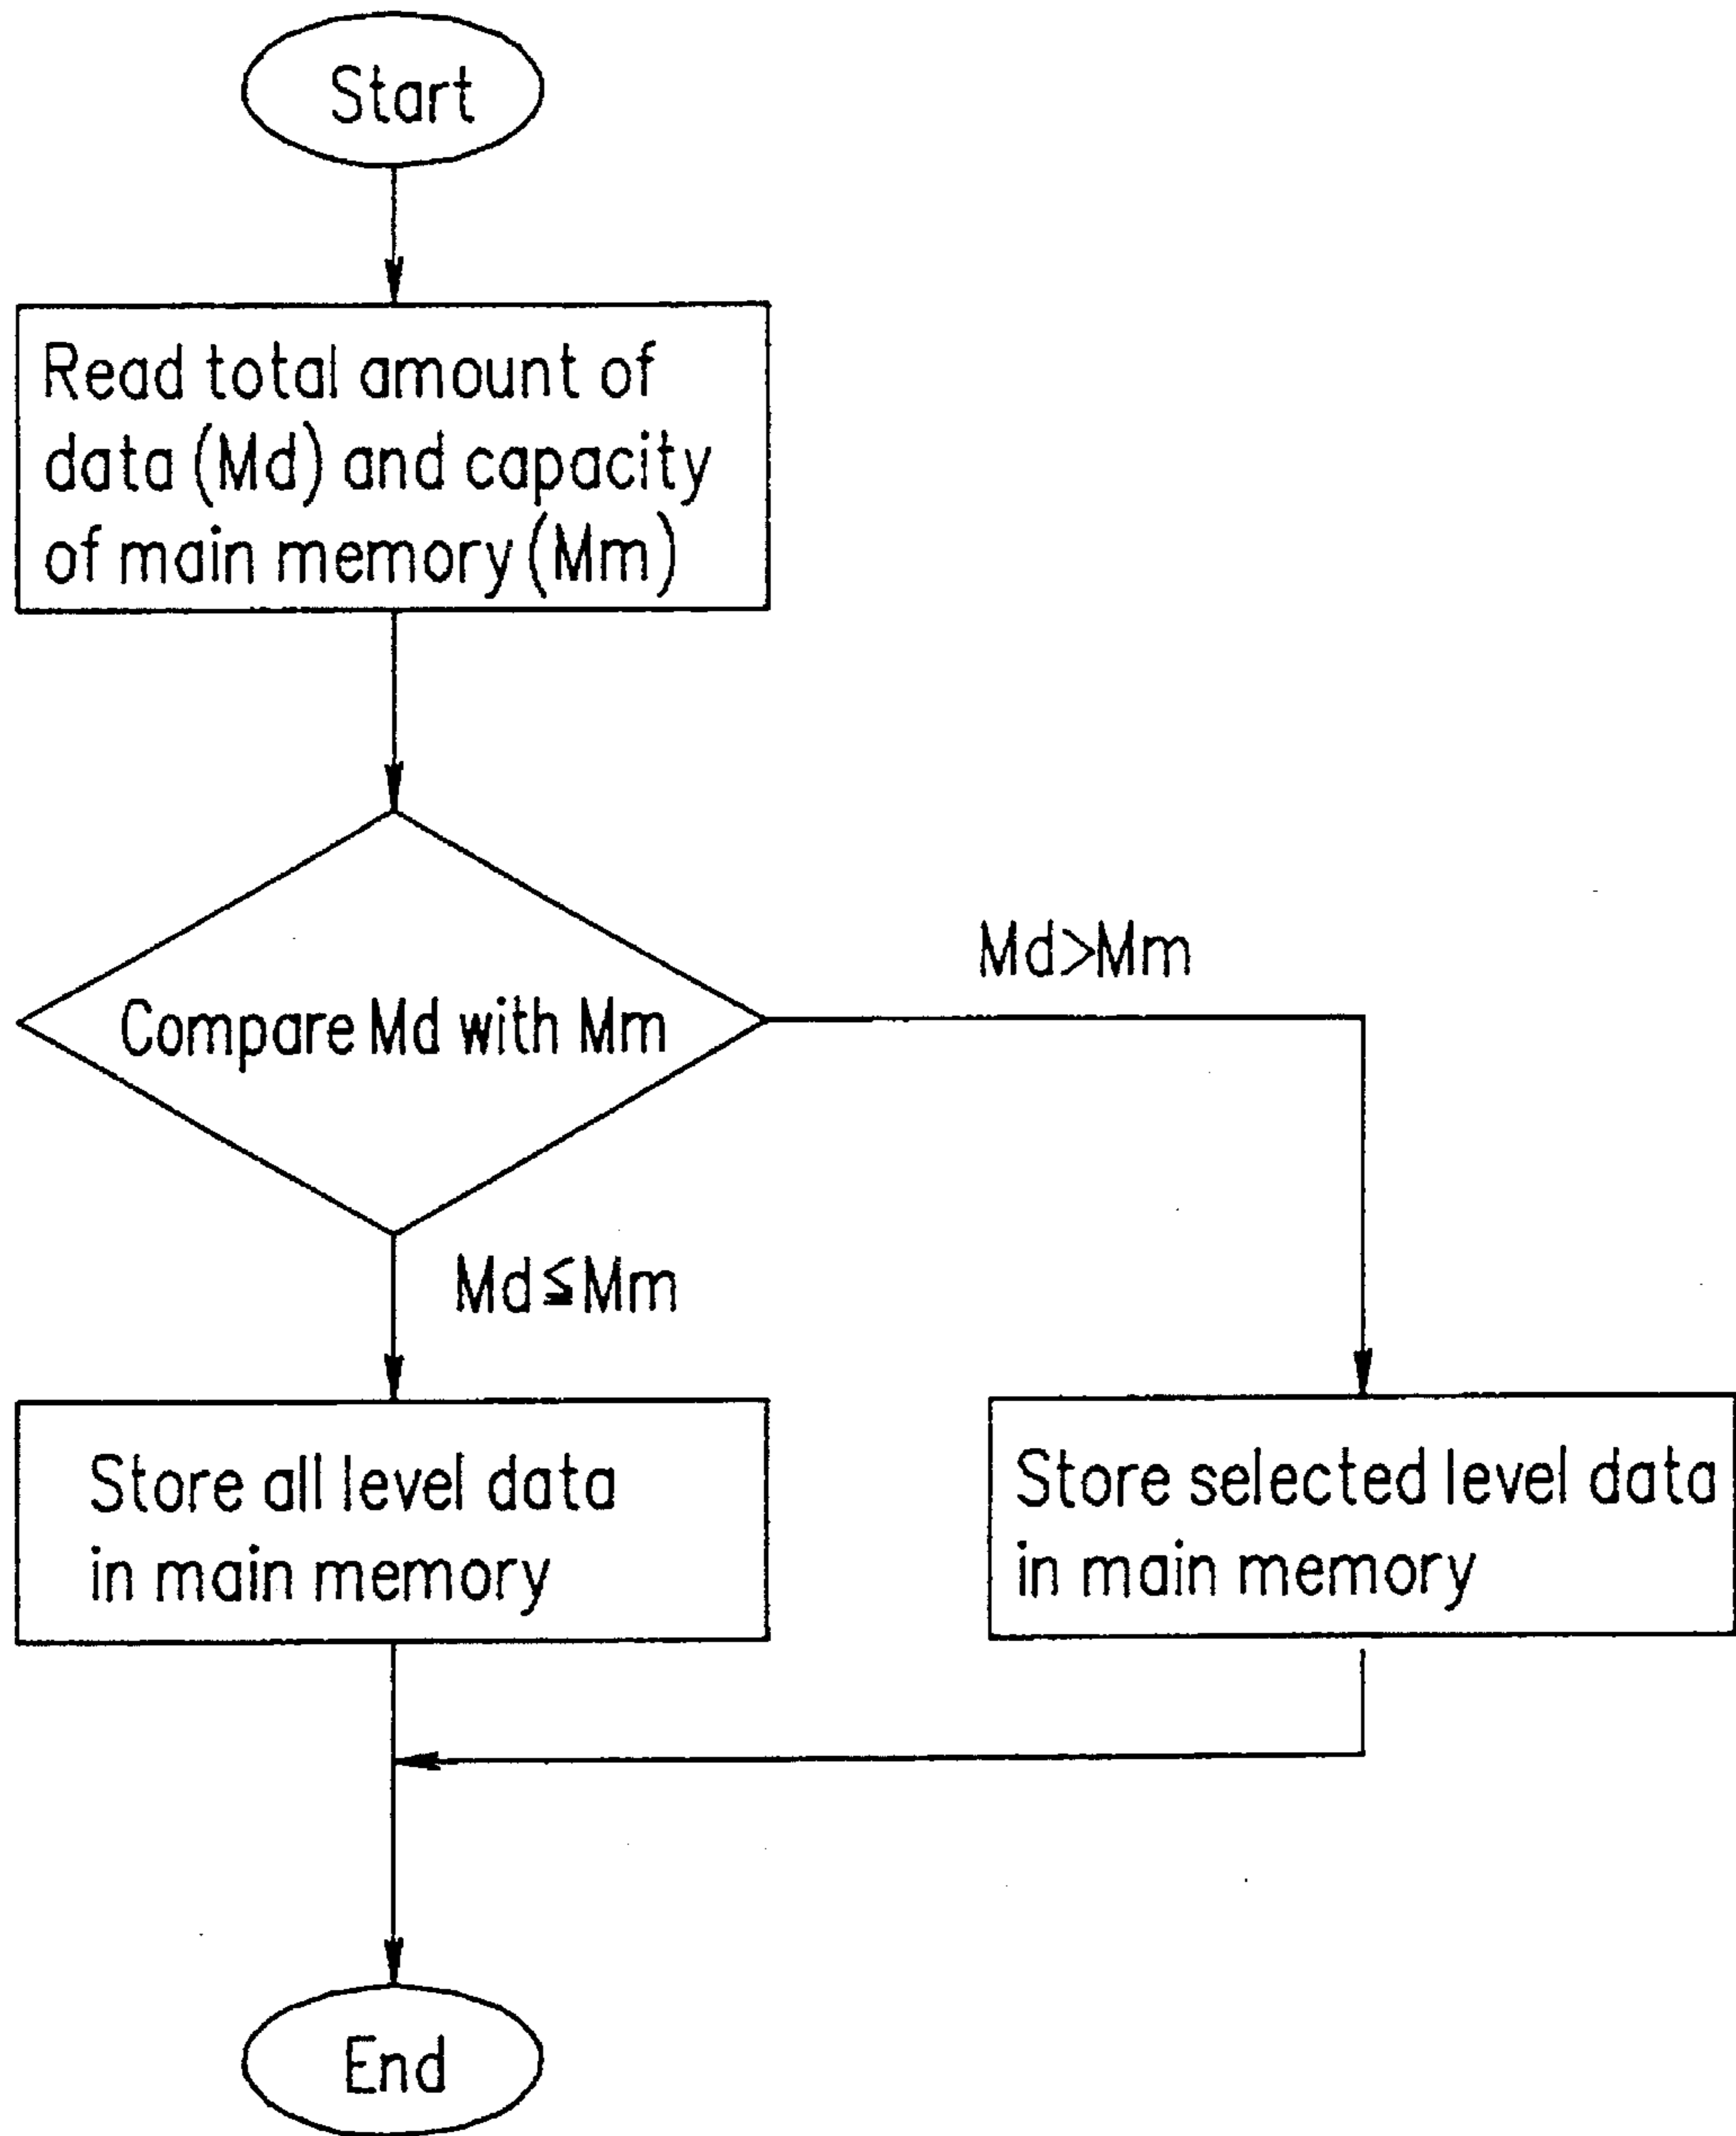 Start
Read total amount of
data (Md) and capacity
of main memory (Mm)
Compare Md with Mm
Md>Mm
Md≦Mm
Store all level data
in main memory
Store selected level data
in main memory
End